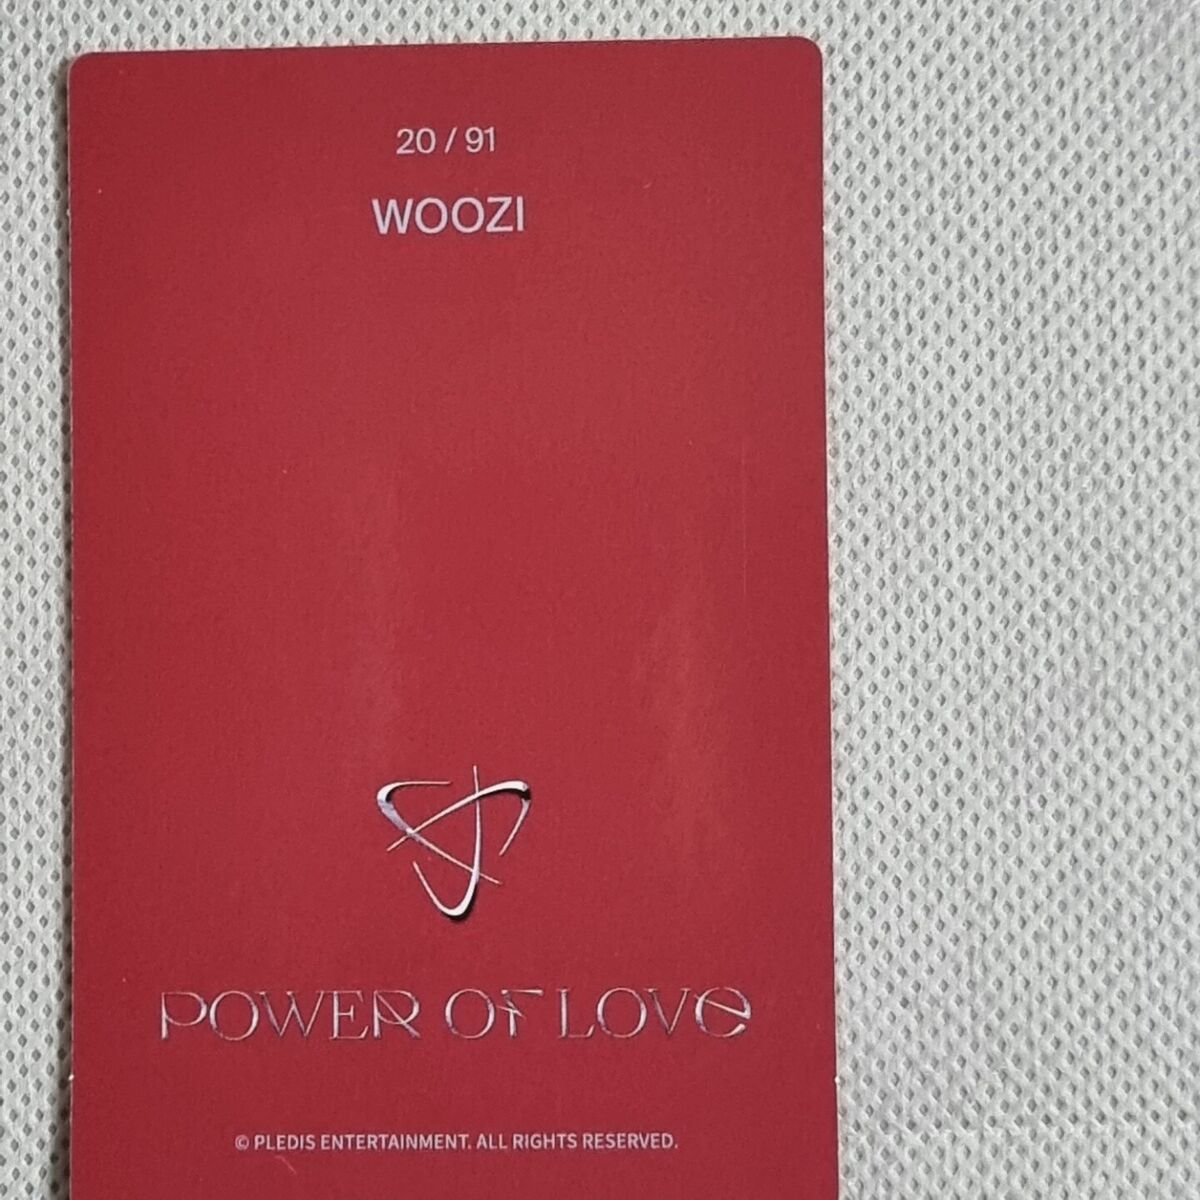 20 / 91
WOOZI
POWER OF LOVe
© PLEDIS ENTERTAINMENT. ALL RIGHTS RESERVED.